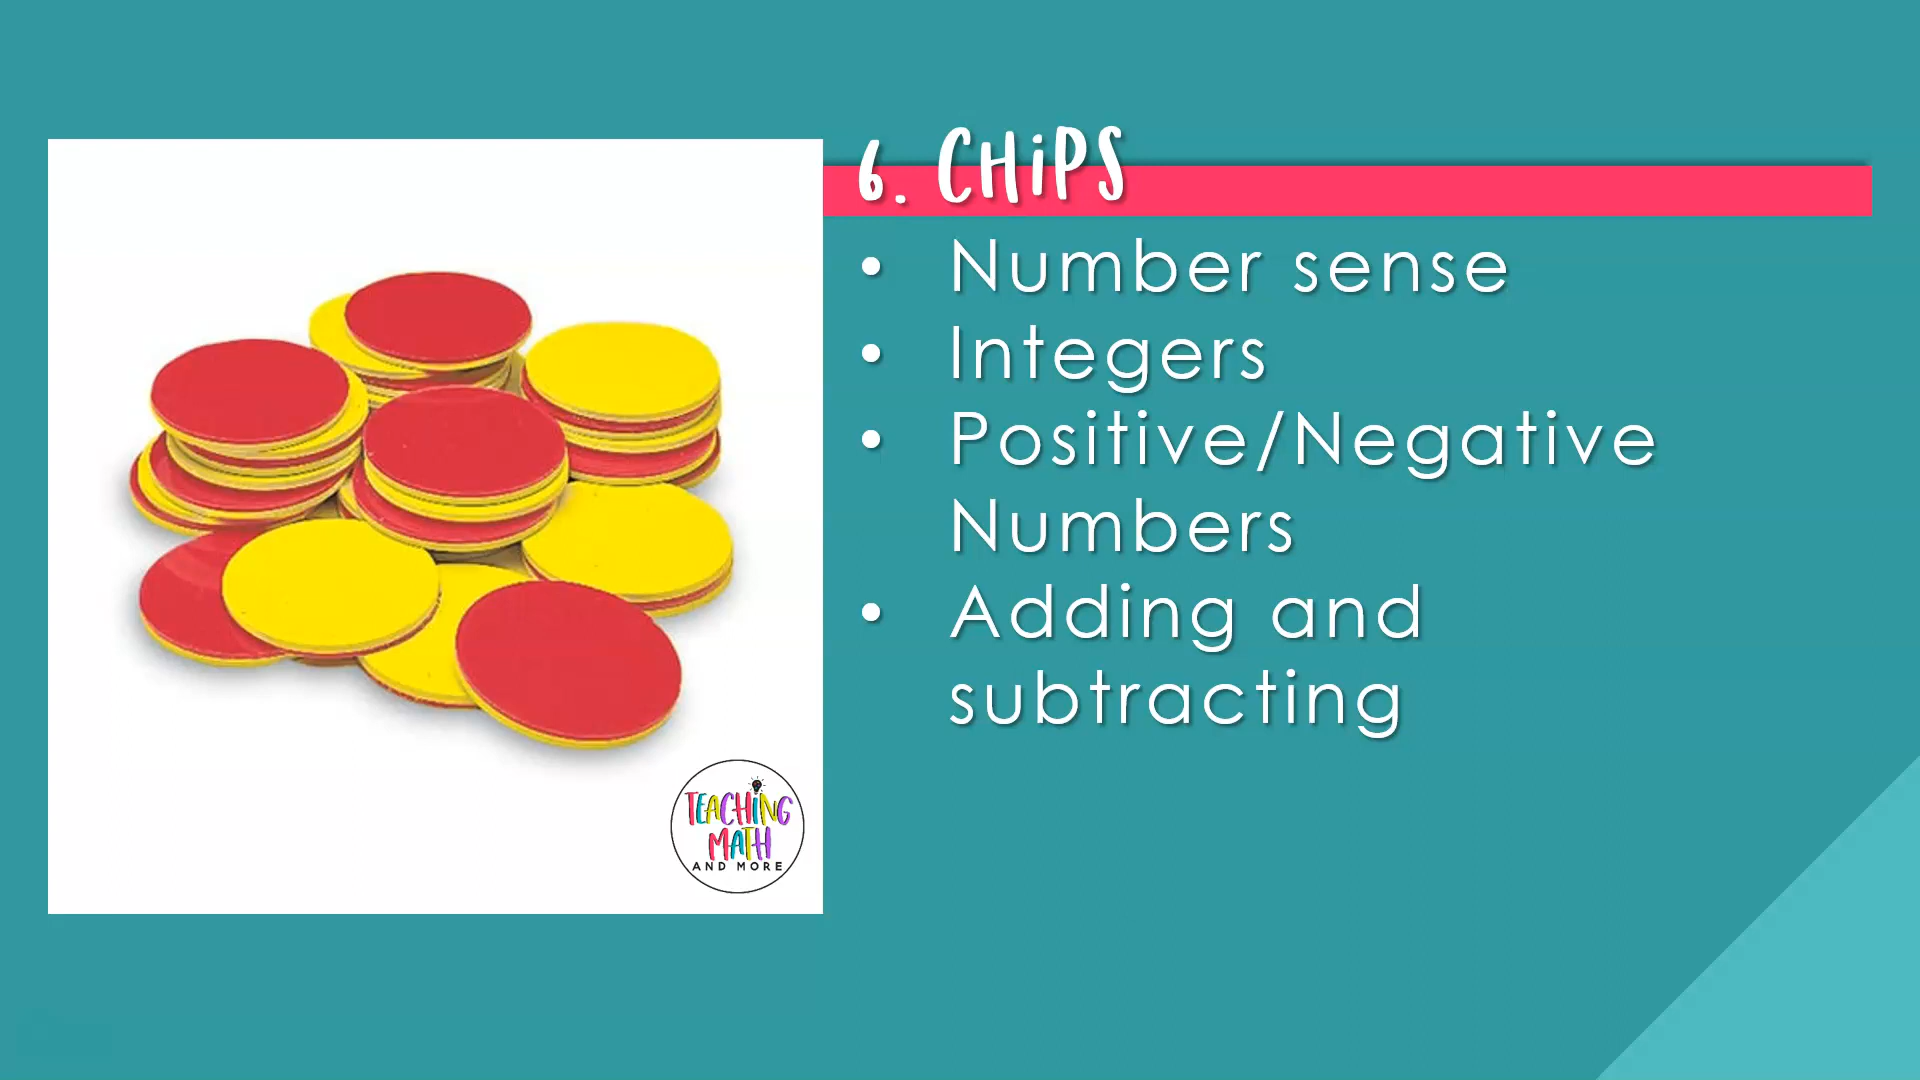 6. CHiPS
• Number sense
• Integers
• Positive/Negative
Numbers
• Adding and
subtracting
TEACHiNG
MATH
AND MORE